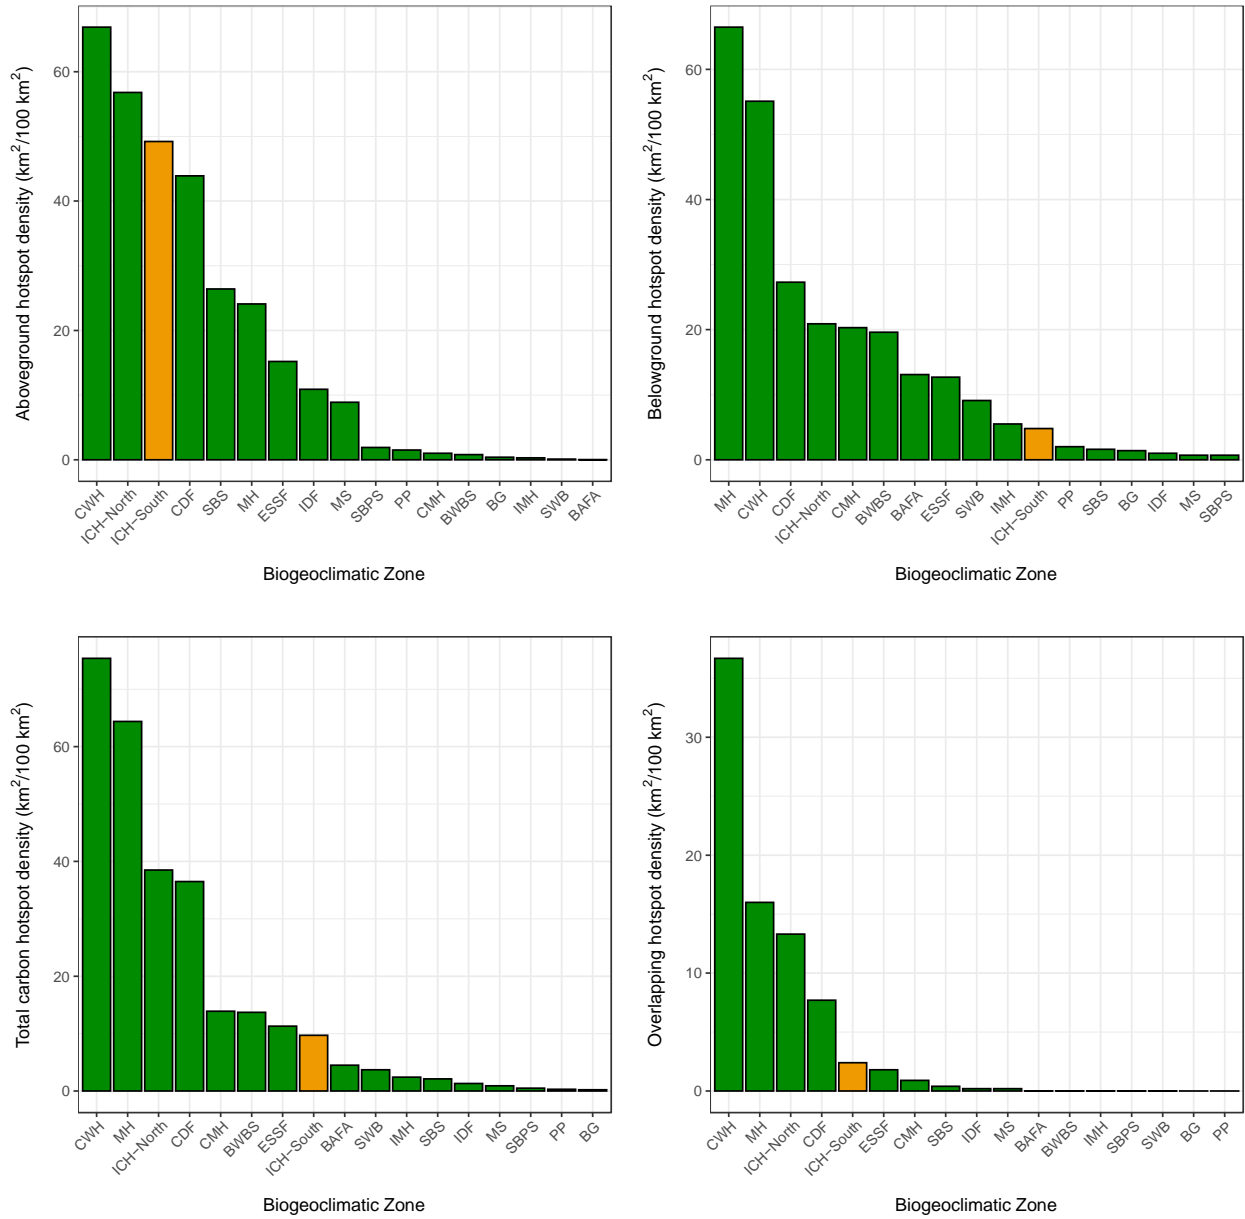 Aboveground hotspot density (km²/100 km²)
60
40
20
0
CWH
ICH−North
ICH−South
CDF
SBS
MH
ESSF
IDF
MS
SBPS
PP
CMH
BWBS
BG
IMH
SWB
BAFA
Biogeoclimatic Zone
Belowground hotspot density (km²/100 km²)
60
40
20
0
MH
CWH
CDF
ICH−North
CMH
BWBS
BAFA
ESSF
SWB
IMH
ICH−South
PP
SBS
BG
IDF
MS
SBPS
Biogeoclimatic Zone
Total carbon hotspot density (km²/100 km²)
60
40
20
0
CWH
MH
ICH−North
CDF
CMH
BWBS
ESSF
ICH−South
BAFA
SWB
IMH
SBS
IDF
MS
SBPS
PP
BG
Biogeoclimatic Zone
Overlapping hotspot density (km²/100 km²)
30
20
10
0
CWH
MH
ICH−North
CDF
ICH−South
ESSF
CMH
SBS
IDF
MS
BAFA
BWBS
IMH
SBPS
SWB
BG
PP
Biogeoclimatic Zone